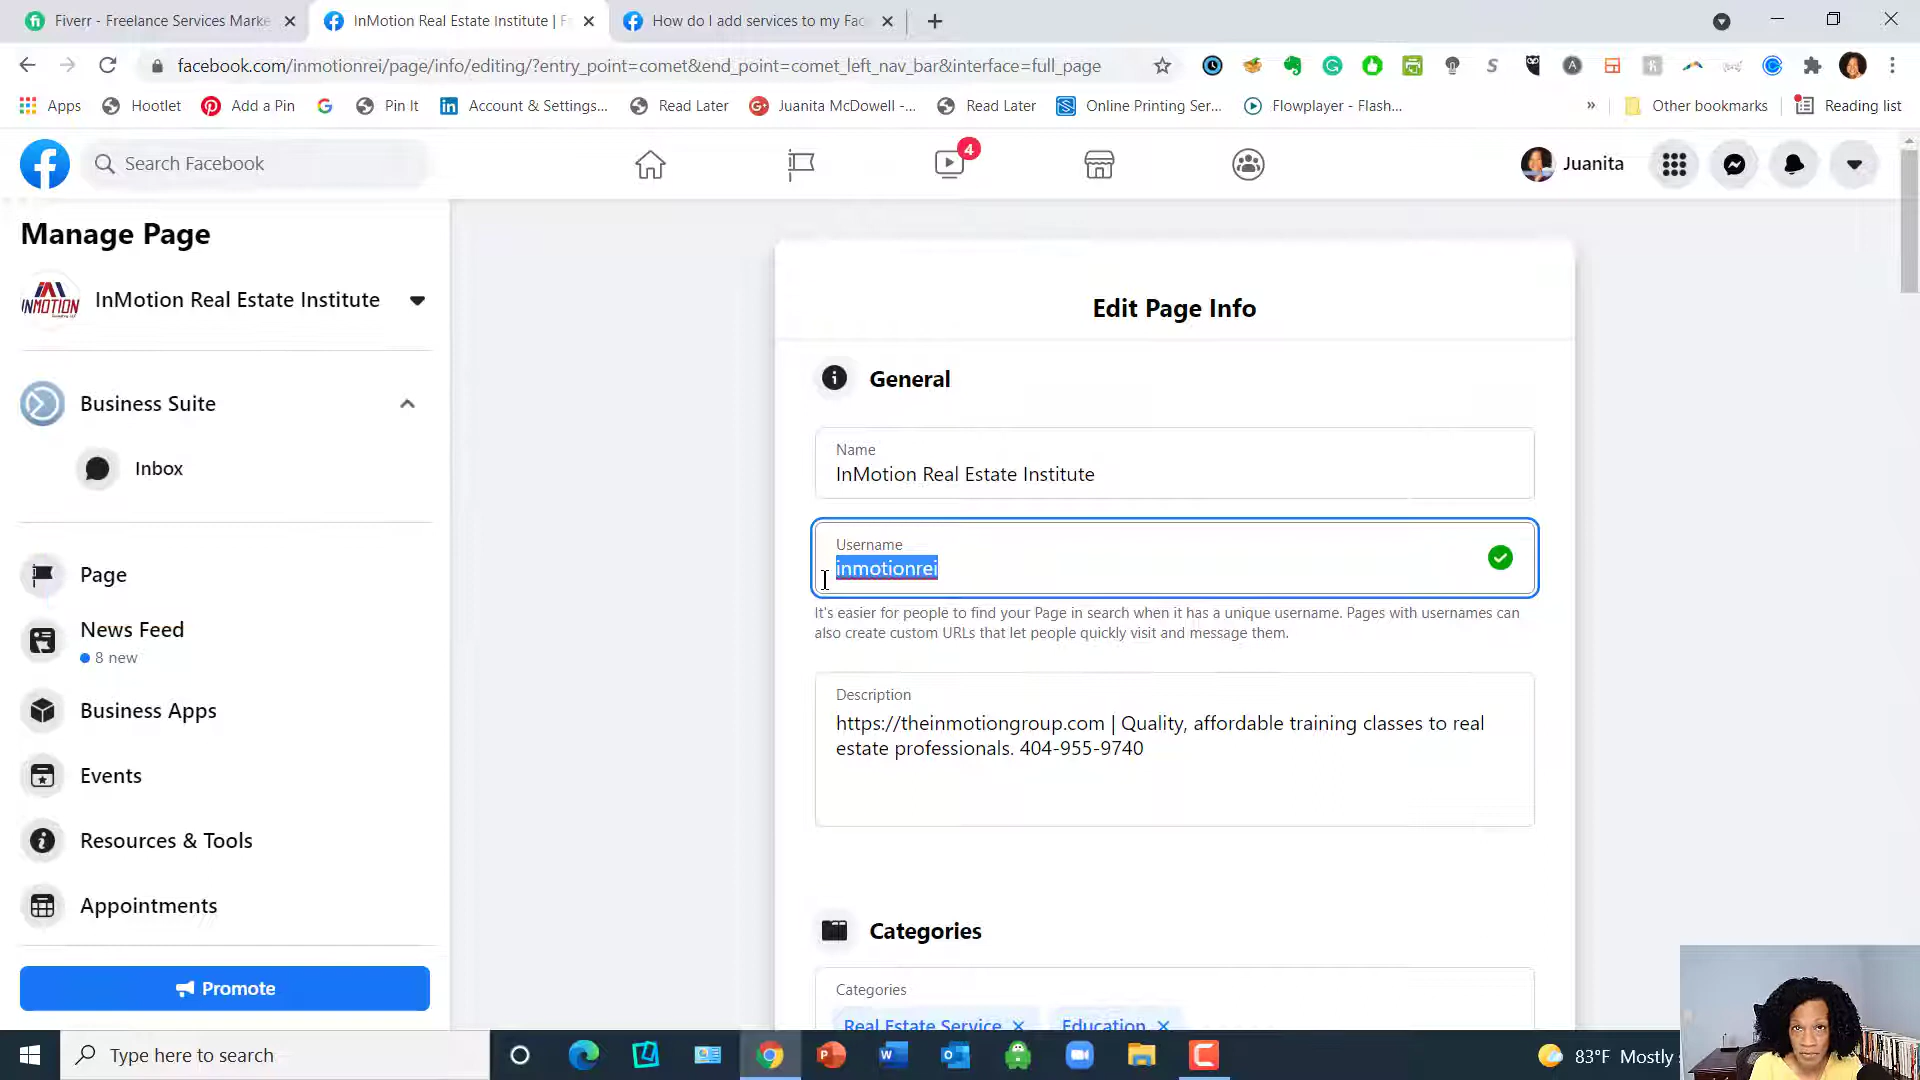 Fiverr - Freelance Services Marke
InMotion Real Estate Institute | F
How do I add services to my Fac
facebook.com/inmotionrei/page/info/editing/?entry_point=comet&end_point=comet_left_nav_bar&interface=full_page
Apps
Hootlet
Add a Pin
Pin It
Account & Settings...
Read Later
Juanita McDowell -...
Read Later
Online Printing Ser...
Flowplayer - Flash...
»
Other bookmarks
Reading list
Search Facebook
4
Juanita
Manage Page
INMOTION
InMotion Real Estate Institute
Business Suite
Inbox
Page
News Feed
8 new
Business Apps
Events
Resources & Tools
Appointments
Promote
Edit Page Info
General
Name
InMotion Real Estate Institute
Username
inmotionrei
It's easier for people to find your Page in search when it has a unique username. Pages with usernames can
also create custom URLs that let people quickly visit and message them.
Description
https://theinmotiongroup.com | Quality, affordable training classes to real
estate professionals. 404-955-9740
Categories
Categories
Real Estate Service
Education
Type here to search
83°F Mostly